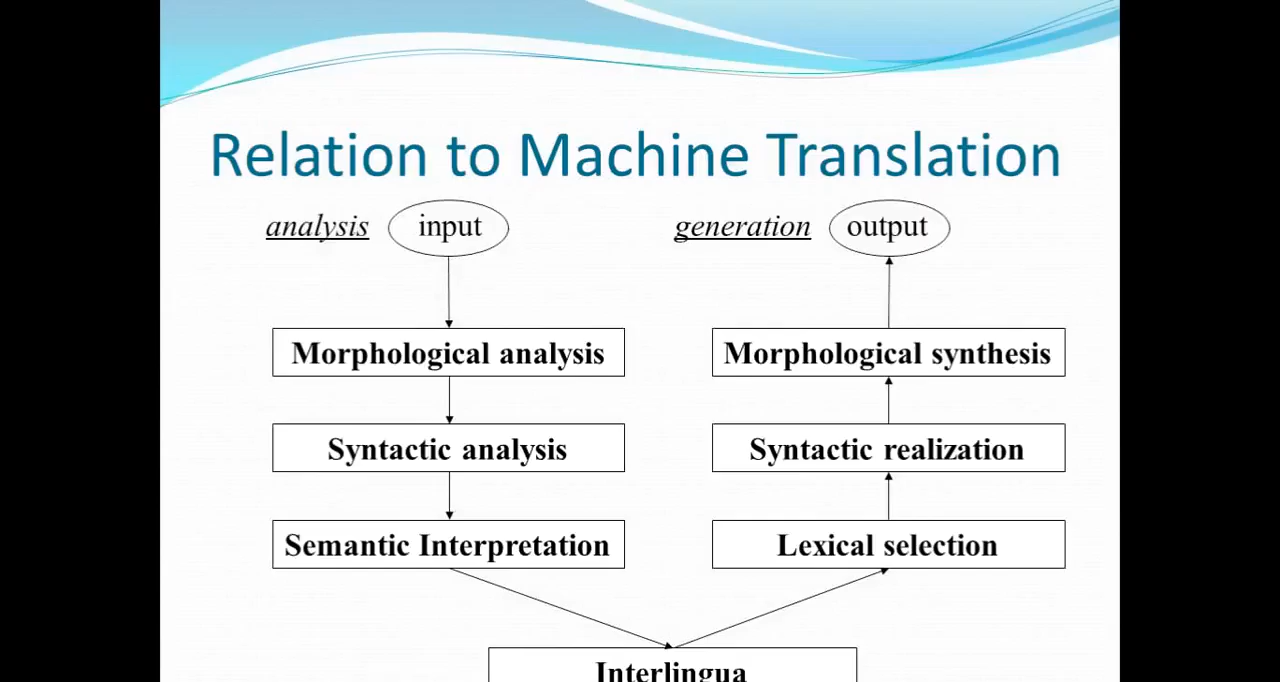 Relation to Machine Translation
analysis input generation output
Morphological analysis Morphological synthesis
Syntactic analysis Syntactic realization
Semantic Interpretation Lexical selection
Interlingua